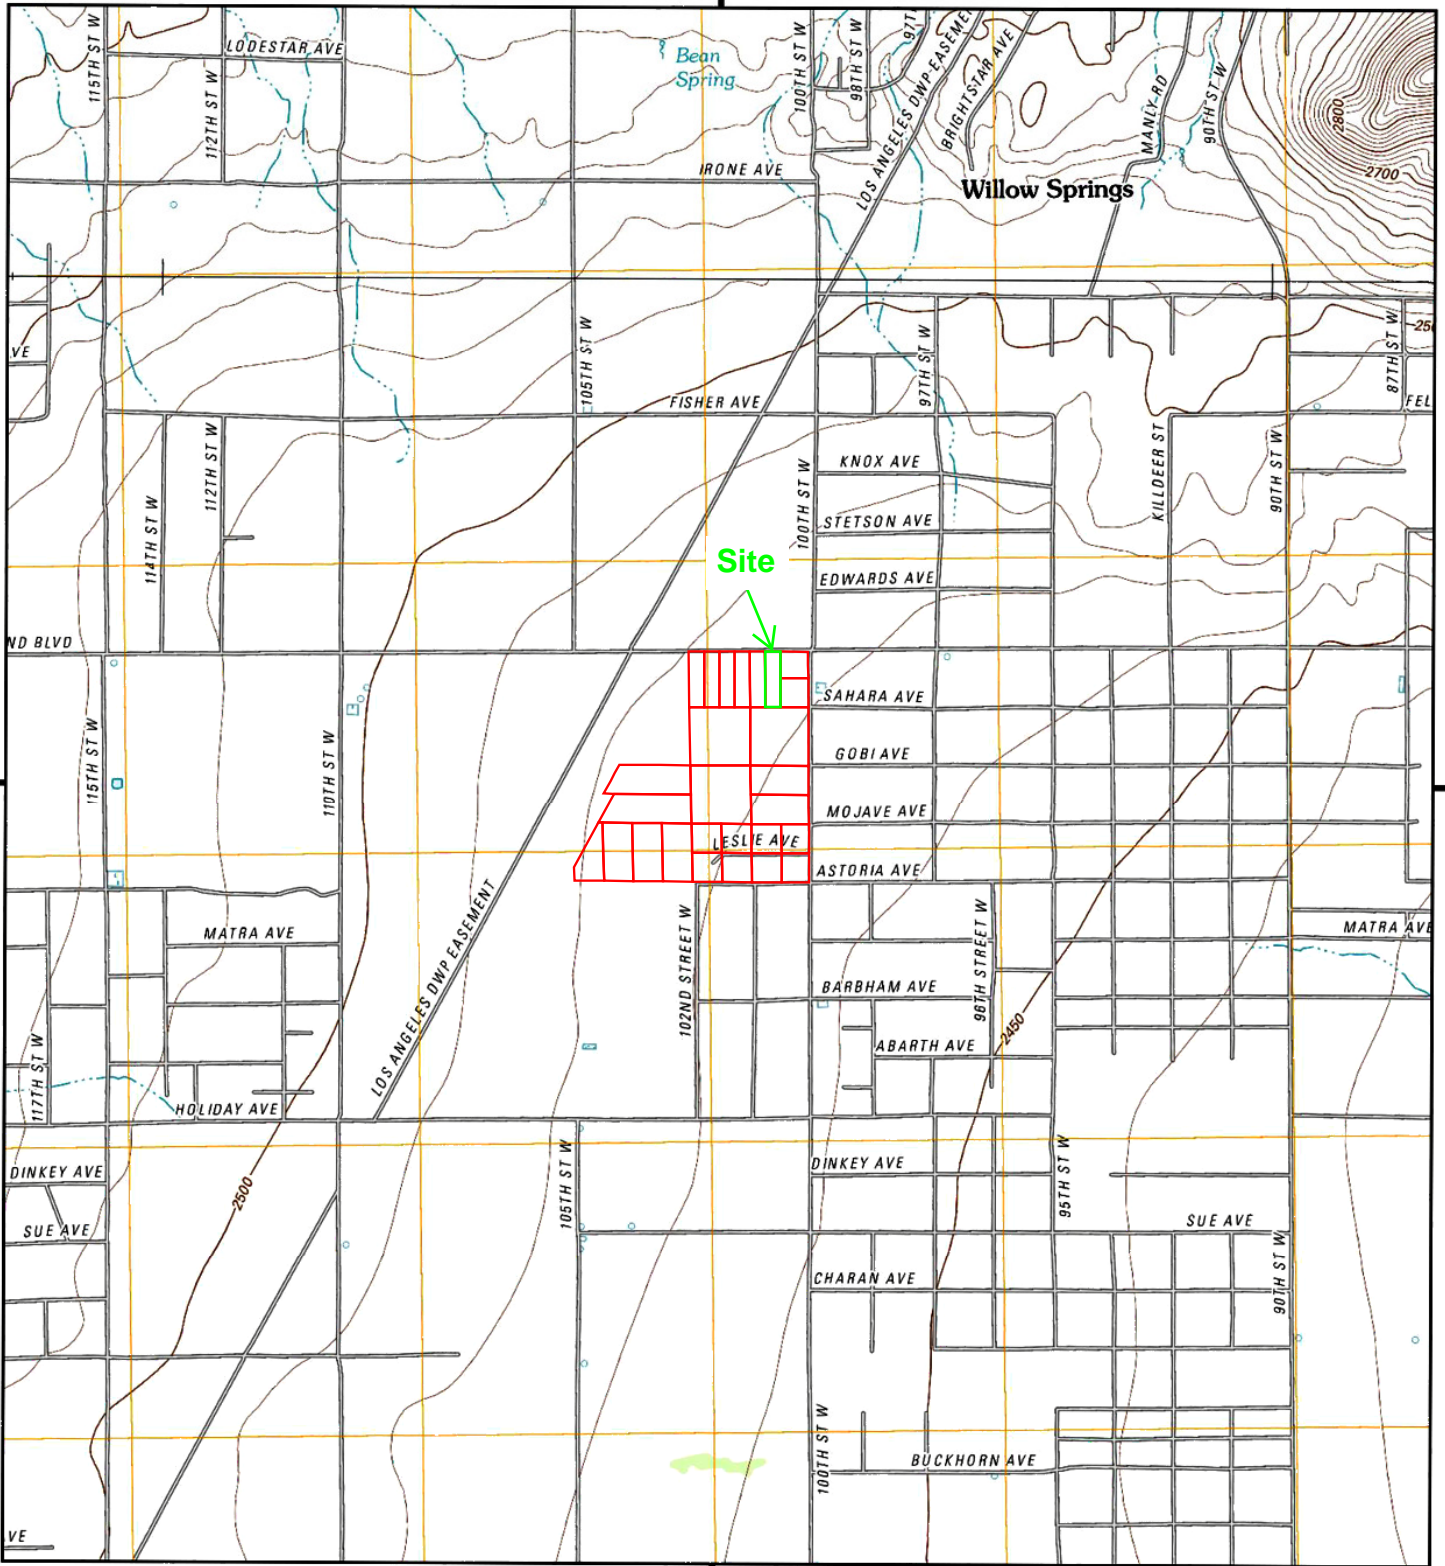 115TH ST W
LODESTAR AVE
112TH ST W
Bean
Spring
100TH ST W
98TH ST W
97TH
LOS ANGELES DWP EASEMENT
BRIGHTSTAR AVE
MANLY RD
90TH ST W
2800
2700
IRONE AVE
Willow Springs
VE
105TH ST W
97TH ST W
87TH ST W
250
FISHER AVE
FEL
112TH ST W
114TH ST W
100TH ST W
KNOX AVE
KILLDEER ST
90TH ST W
STETSON AVE
Site
EDWARDS AVE
ND BLVD
SAHARA AVE
115TH ST W
110TH ST W
GOBI AVE
MOJAVE AVE
LESLIE AVE
ASTORIA AVE
MATRA AVE
LOS ANGELES DWP EASEMENT
102ND STREET W
96TH STREET W
MATRA AVE
BARBHAM AVE
2450
ABARTH AVE
117TH ST W
HOLIDAY AVE
DINKEY AVE
2500
105TH ST W
DINKEY AVE
95TH ST W
SUE AVE
SUE AVE
CHARAN AVE
90TH ST W
100TH ST W
BUCKHORN AVE
VE